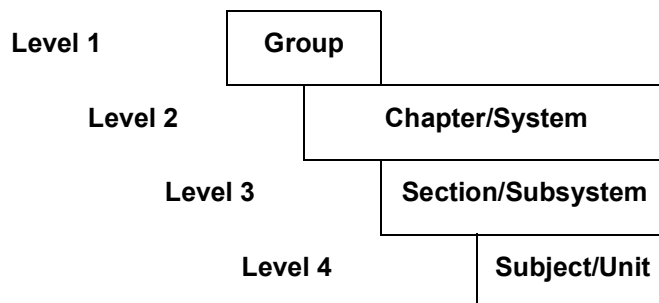 Level 1 Group
Level 2 Chapter/System
Level 3 Section/Subsystem
Level 4 Subject/Unit